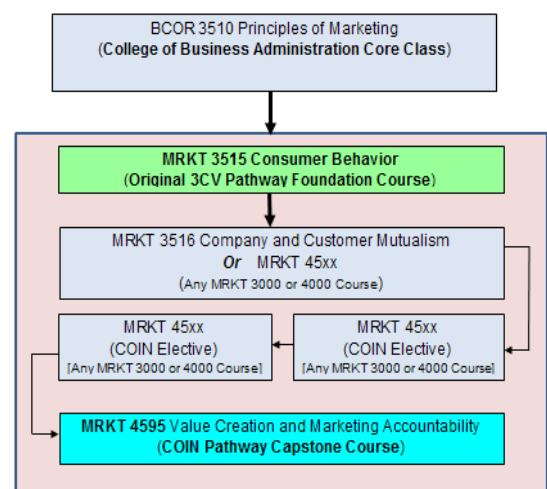 BCOR 3510 Principles of Marketing
(College of Business Administration Core Class)
MRKT 3515 Consumer Behavior
(Original 3CV Pathway Foundation Course)
MRKT 3516 Company and Customer Mutualism
Or MRKT 45xx
(Any MRKT 3000 or 4000 Course)
MRKT 45xx
(COIN Elective)
[Any MRKT 3000 or 4000 Course]
MRKT 45xx
(COIN Elective)
[Any MRKT 3000 or 4000 Course]
MRKT 4595 Value Creation and Marketing Accountability
(COIN Pathway Capstone Course)